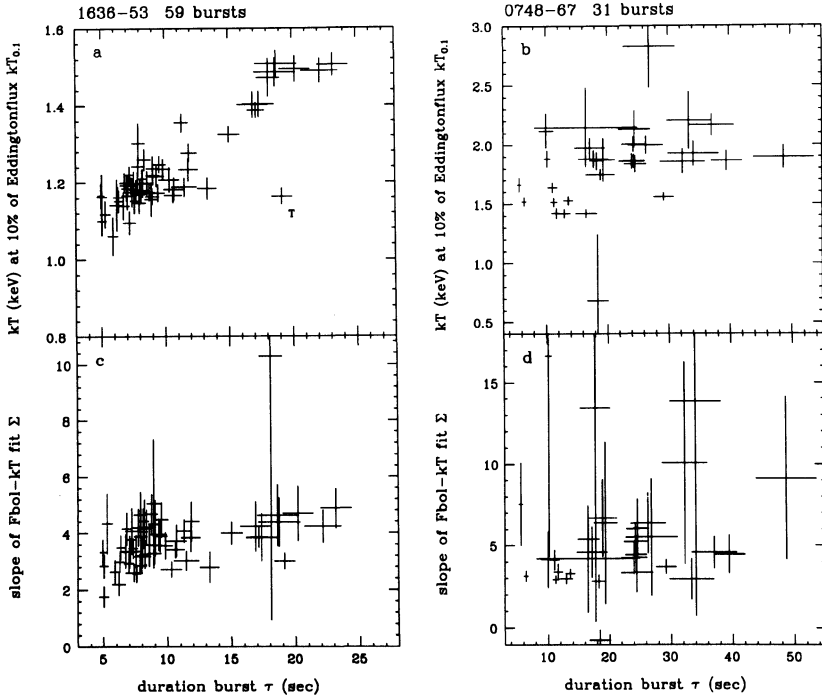 1636-53 59 bursts
0748-67 31 bursts
kT (keV) at 10% of Eddingtonflux kT0.1
1.6
1.4
1.2
1.0
0.8
a
T
kT (keV) at 10% of Eddingtonflux kT0.1
3.0
2.5
2.0
1.5
1.0
0.5
b
slope of Fbol-kT fit Σ
10
8
6
4
2
0
c
5 10 15 20 25
duration burst τ (sec)
slope of Fbol-kT fit Σ
15
10
5
0
d
10 20 30 40 50
duration burst τ (sec)